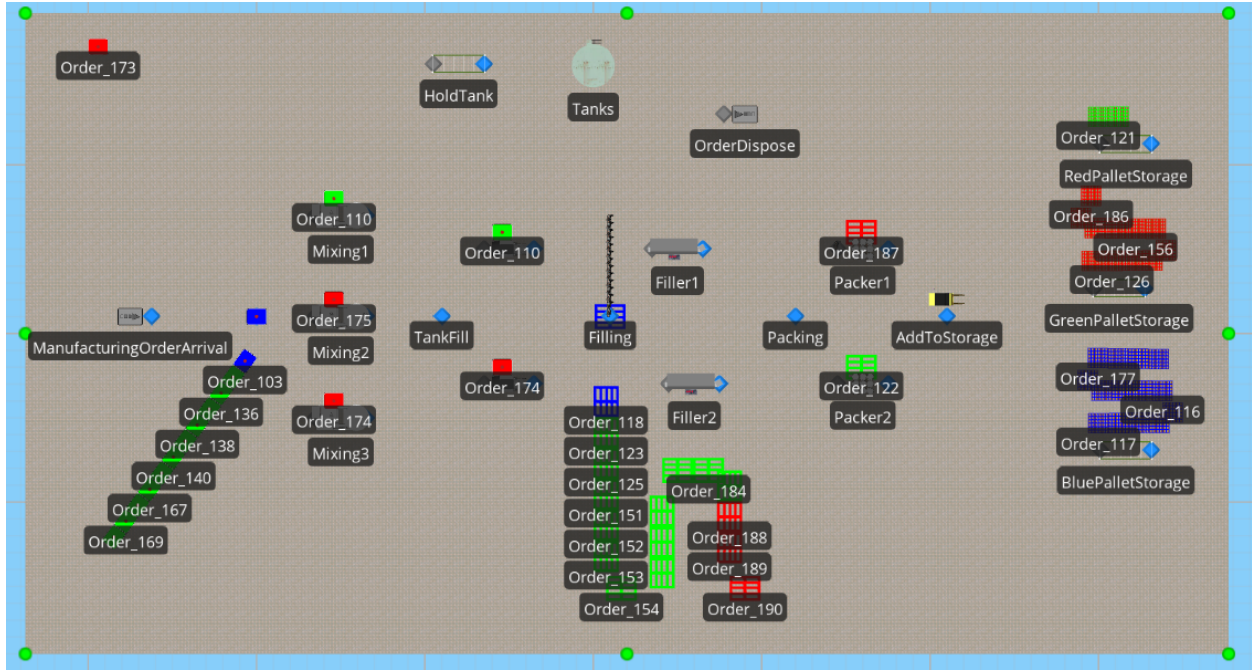 Order_173
HoldTank
Tanks
OrderDispose
Order_121
RedPalletStorage
Order_110
Mixing1
Order_110
Filler1
Order_187
Packer1
Order_186
Order_156
Order_126
GreenPalletStorage
ManufacturingOrderArrival
Order_175
Mixing2
TankFill
Filling
Packing
AddToStorage
Order_103
Order_136
Order_138
Order_140
Order_167
Order_169
Order_174
Mixing3
Order_174
Filler2
Order_122
Packer2
Order_177
Order_116
Order_117
BluePalletStorage
Order_118
Order_123
Order_125
Order_151
Order_152
Order_153
Order_154
Order_184
Order_188
Order_189
Order_190